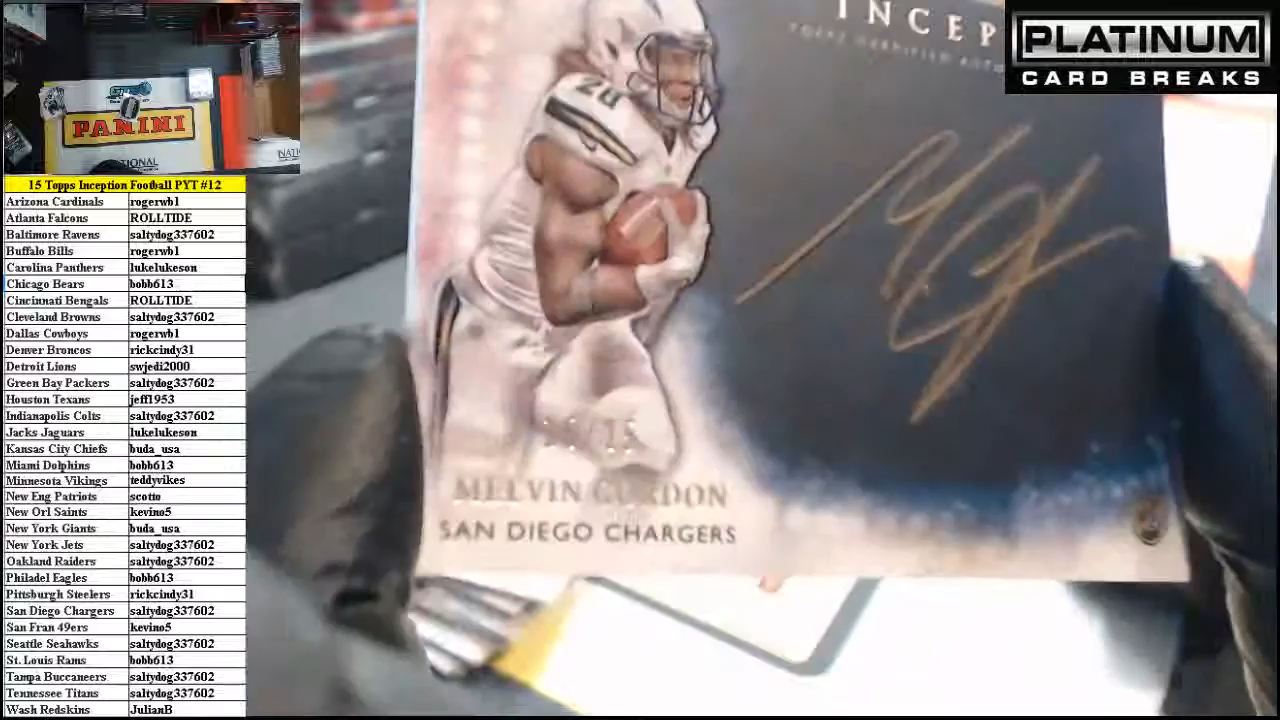 PLATINUM
CARD BREAKS
PANINI
15 Topps Inception Football PYT #12
Arizona Cardinals rogerwb1
Atlanta Falcons ROLLTIDE
Baltimore Ravens saltydog337602
Buffalo Bills rogerwb1
Carolina Panthers lukelukeson
Chicago Bears bobb613
Cincinnati Bengals ROLLTIDE
Cleveland Browns saltydog337602
Dallas Cowboys rogerwb1
Denver Broncos rickcindy31
Detroit Lions swjedi2000
Green Bay Packers saltydog337602
Houston Texans jeff1953
Indianapolis Colts saltydog337602
Jacks Jaguars lukelukeson
Kansas City Chiefs buda_usa
Miami Dolphins bobb613
Minnesota Vikings teddyvikes
New Eng Patriots scotto
New Orl Saints kevino5
New York Giants buda_usa
New York Jets saltydog337602
Oakland Raiders saltydog337602
Philadel Eagles bobb613
Pittsburgh Steelers rickcindy31
San Diego Chargers saltydog337602
San Fran 49ers kevino5
Seattle Seahawks saltydog337602
St. Louis Rams bobb613
Tampa Buccaneers saltydog337602
Tennessee Titans saltydog337602
Wash Redskins JulianB
INCEP
MELVIN GORDON
SAN DIEGO CHARGERS